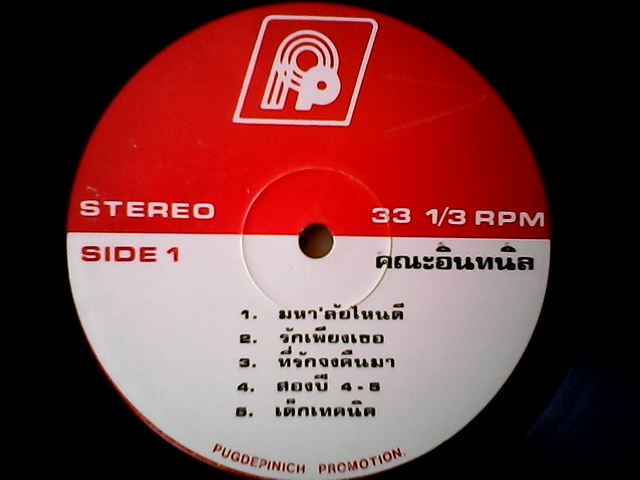 STEREO
33 1/3 RPM
SIDE 1
คณะอินทนิล
1. มหา'ลัยไหนดี
2. รักเพียงเธอ
3. ที่รักจงคืนมา
4. สองปี 4-5
5. เด็กเทคนิค
PUGDEPINICH PROMOTION.